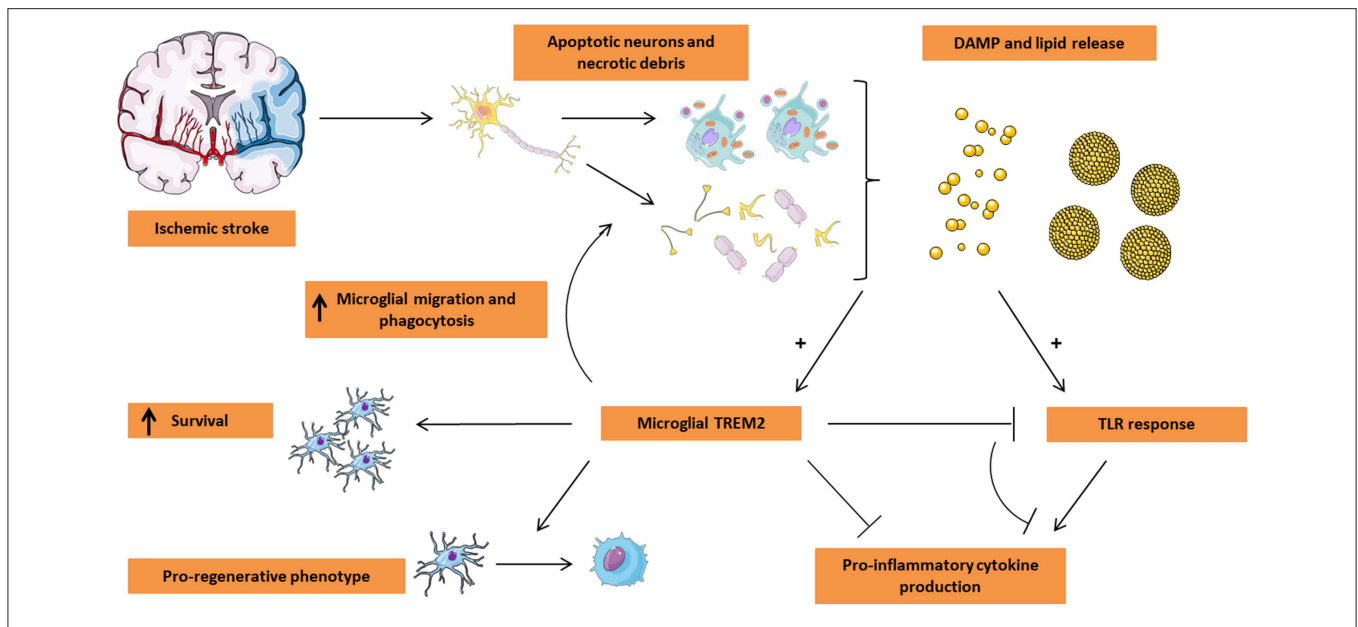 Apoptotic neurons and
necrotic debris
DAMP and lipid release
Ischemic stroke
Microglial migration and
phagocytosis
+
+
Survival
Microglial TREM2
TLR response
Pro-regenerative phenotype
Pro-inflammatory cytokine
production